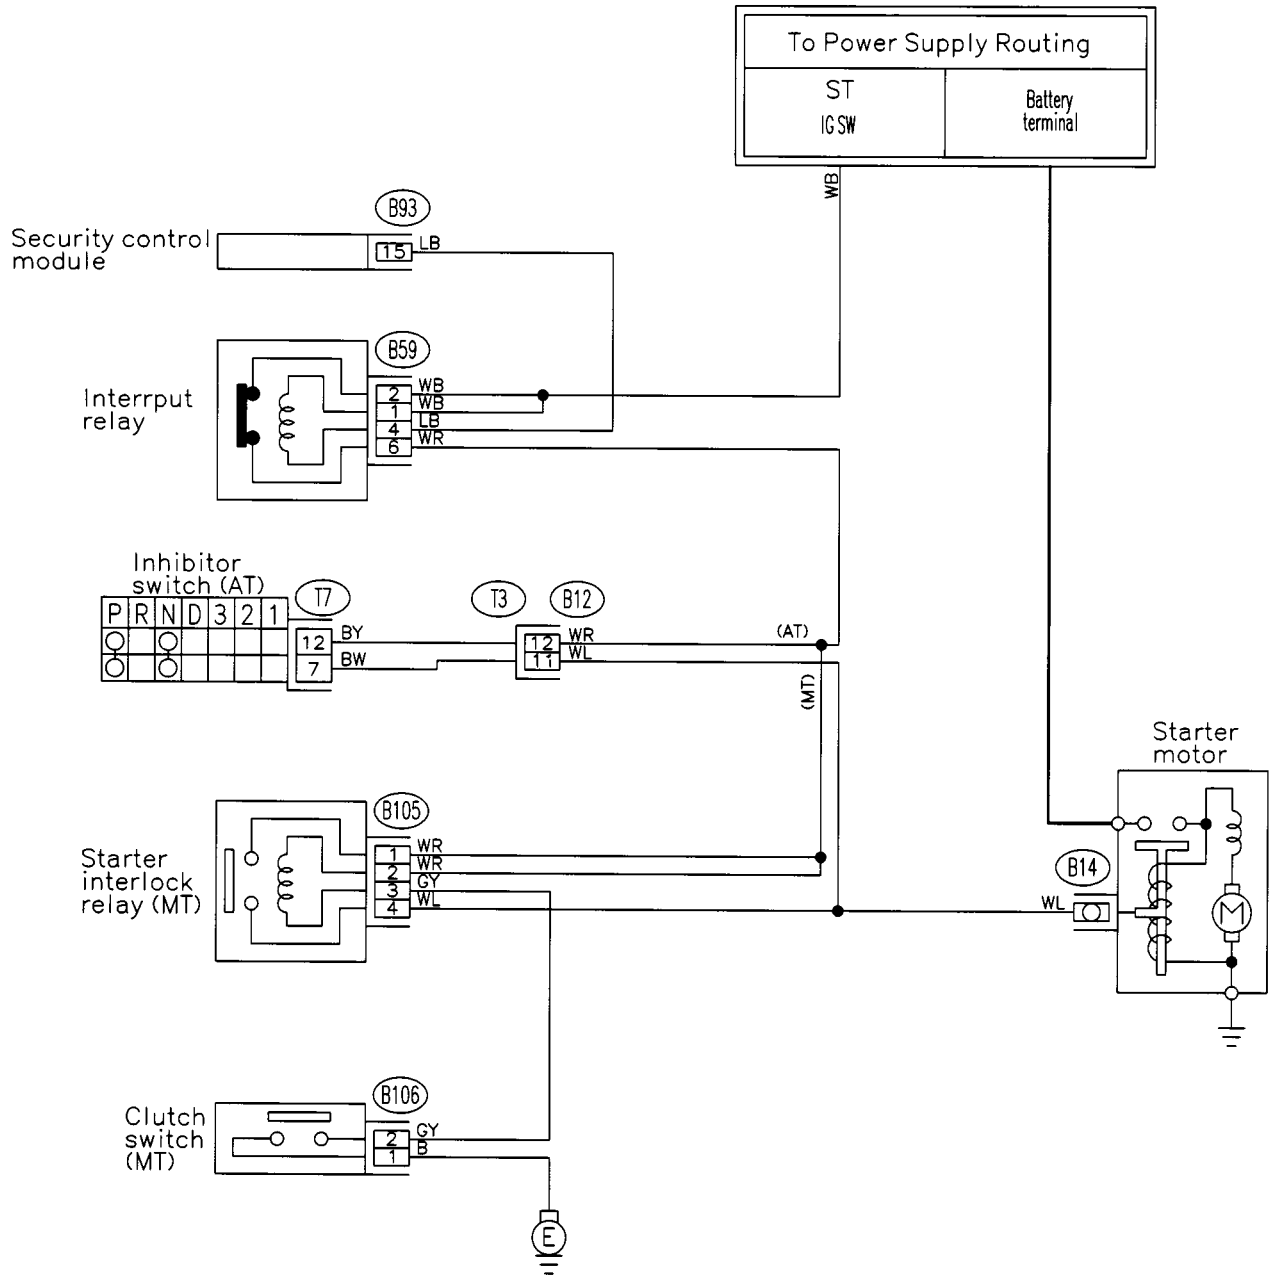 To Power Supply Routing
ST
IG SW
Battery
terminal
WB
B93
Security control
module
15
LB
B59
Interrput
relay
2
WB
1
WB
4
LB
6
WR
Inhibitor
switch (AT)
P R N D 3 2 1
T7
12
BY
7
BW
T3
B12
12
WR
11
WL
(AT)
(MT)
Starter
motor
B105
Starter
interlock
relay (MT)
1
WR
2
WR
3
GY
4
WL
B14
WL
M
B106
Clutch
switch
(MT)
2
GY
1
B
E